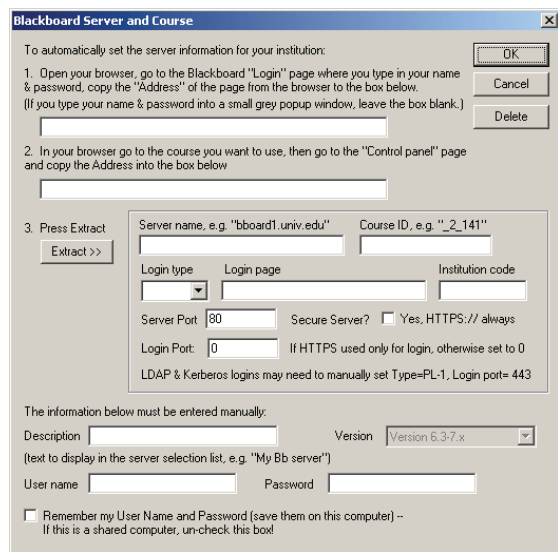 Blackboard Server and Course
To automatically set the server information for your institution:
OK
1. Open your browser, go to the Blackboard "Login" page where you type in your name
& password, copy the "Address" of the page from the browser to the box below.
Cancel
(If you type your name & password into a small grey popup window, leave the box blank.)
Delete
2. In your browser go to the course you want to use, then go to the "Control panel" page
and copy the Address into the box below
3. Press Extract
Extract >>
Server name, e.g. "bboard1.univ.edu" Course ID, e.g. "_2_141"
Login type Login page Institution code
Server Port 80 Secure Server? Yes, HTTPS:// always
Login Port: 0 If HTTPS used only for login, otherwise set to 0
LDAP & Kerberos logins may need to manually set Type=PL-1, Login port= 443
The information below must be entered manually:
Description Version Version 6.3-7.x
(text to display in the server selection list, e.g. "My Bb server")
User name Password
Remember my User Name and Password (save them on this computer) --
If this is a shared computer, un-check this box!